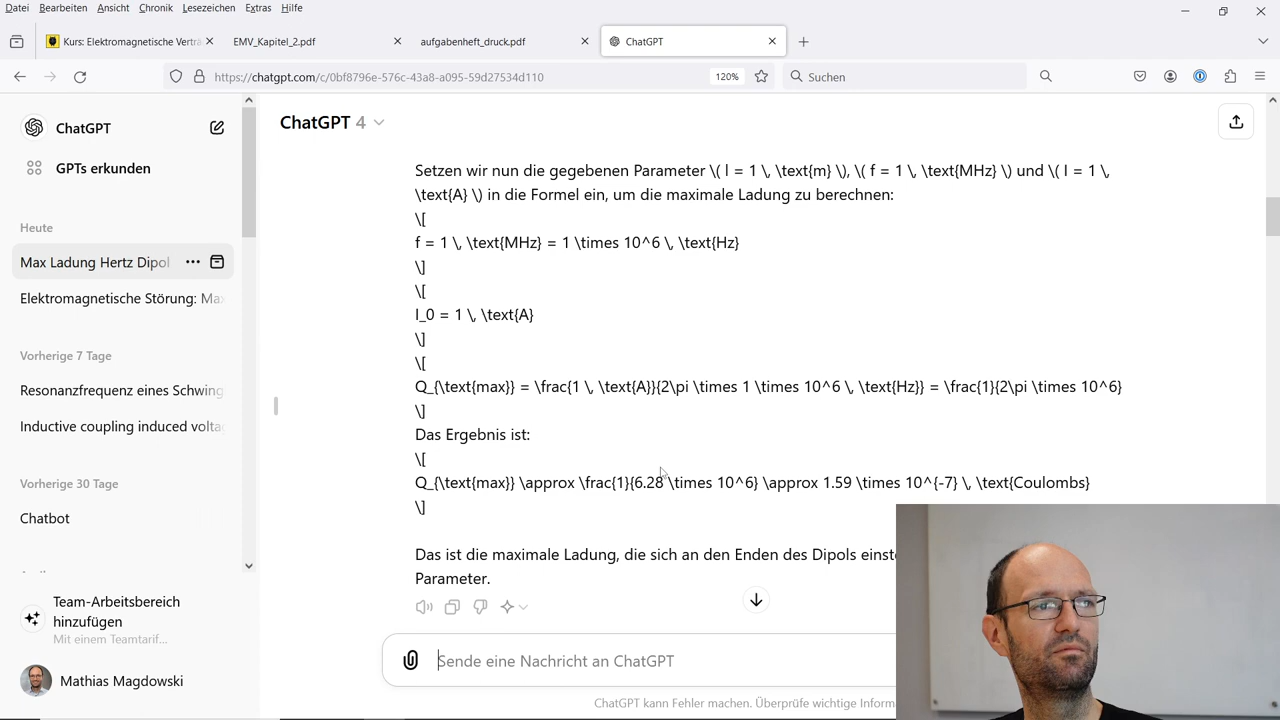 Datei Bearbeiten Ansicht Chronik Lesezeichen Extras Hilfe
Kurs: Elektromagnetische Verträ
EMV_Kapitel_2.pdf
aufgabenheft_druck.pdf
ChatGPT
https://chatgpt.com/c/0bf8796e-576c-43a8-a095-59d27534d110
120%
Suchen
ChatGPT
GPTs erkunden
Heute
Max Ladung Hertz Dipol
Elektromagnetische Störung: Max
Vorherige 7 Tage
Resonanzfrequenz eines Schwing
Inductive coupling induced volta
Vorherige 30 Tage
Chatbot
Team-Arbeitsbereich
hinzufügen
Mit einem Teamtarif...
Mathias Magdowski
ChatGPT 4
Setzen wir nun die gegebenen Parameter \( l = 1 \, \text{m} \), \( f = 1 \, \text{MHz} \) und \( I = 1 \,
\text{A} \) in die Formel ein, um die maximale Ladung zu berechnen:
\[
f = 1 \, \text{MHz} = 1 \times 10^6 \, \text{Hz}
\]
\[
I_0 = 1 \, \text{A}
\]
\[
Q_{\text{max}} = \frac{1 \, \text{A}}{2\pi \times 1 \times 10^6 \, \text{Hz}} = \frac{1}{2\pi \times 10^6}
\]
Das Ergebnis ist:
\[
Q_{\text{max}} \approx \frac{1}{6.28 \times 10^6} \approx 1.59 \times 10^{-7} \, \text{Coulombs}
\]
Das ist die maximale Ladung, die sich an den Enden des Dipols einste
Parameter.
Sende eine Nachricht an ChatGPT
ChatGPT kann Fehler machen. Überprüfe wichtige Inform